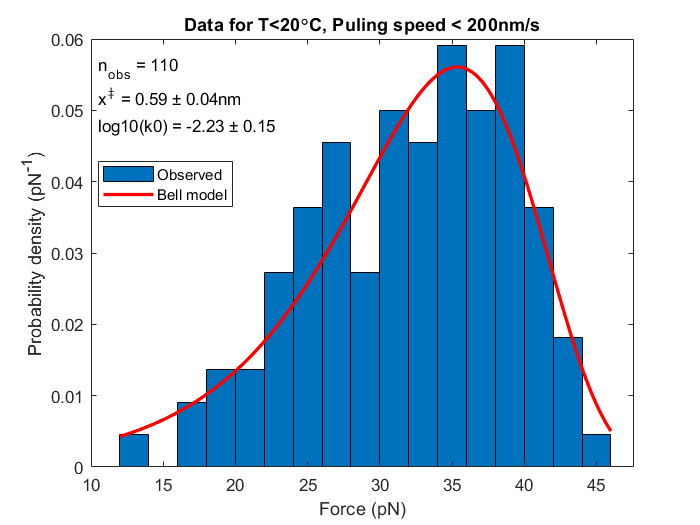 Data for T<20°C, Puling speed < 200nm/s
n_obs = 110
x^‡ = 0.59 ± 0.04nm
log10(k0) = -2.23 ± 0.15
Observed
Bell model
Probability density (pN^-1)
0.06
0.05
0.04
0.03
0.02
0.01
0
10 15 20 25 30 35 40 45
Force (pN)